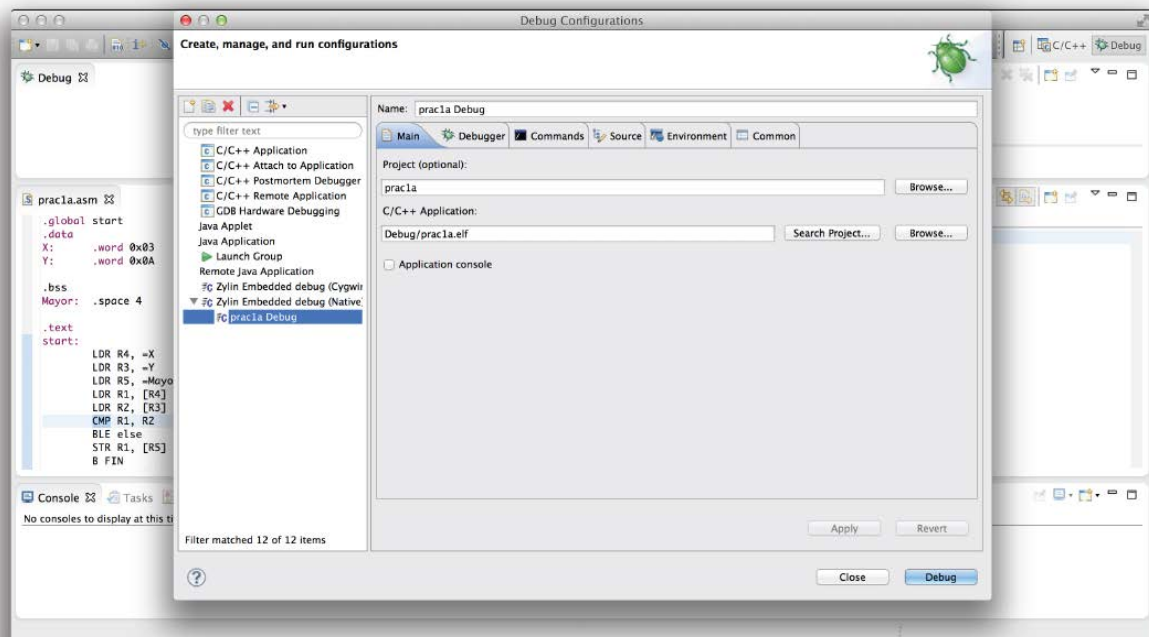 Debug Configurations
C/C++ Debug
Debug
Create, manage, and run configurations
type filter text
C/C++ Application
C/C++ Attach to Application
C/C++ Postmortem Debugger
C/C++ Remote Application
GDB Hardware Debugging
Java Applet
Java Application
Launch Group
Remote Java Application
Zylin Embedded debug (Cygwin
Zylin Embedded debug (Native
prac1a Debug
Filter matched 12 of 12 items
Name: prac1a Debug
Main Debugger Commands Source Environment Common
Project (optional):
prac1a Browse...
C/C++ Application:
Debug/prac1a.elf Search Project... Browse...
Application console
Apply Revert
Close Debug
prac1a.asm
.global start
.data
X: .word 0x03
Y: .word 0x0A
.bss
Mayor: .space 4
.text
start:
LDR R4, =X
LDR R3, =Y
LDR R5, =Mayo
LDR R1, [R4]
LDR R2, [R3]
CMP R1, R2
BLE else
STR R1, [R5]
B FIN
Console Tasks
No consoles to display at this ti